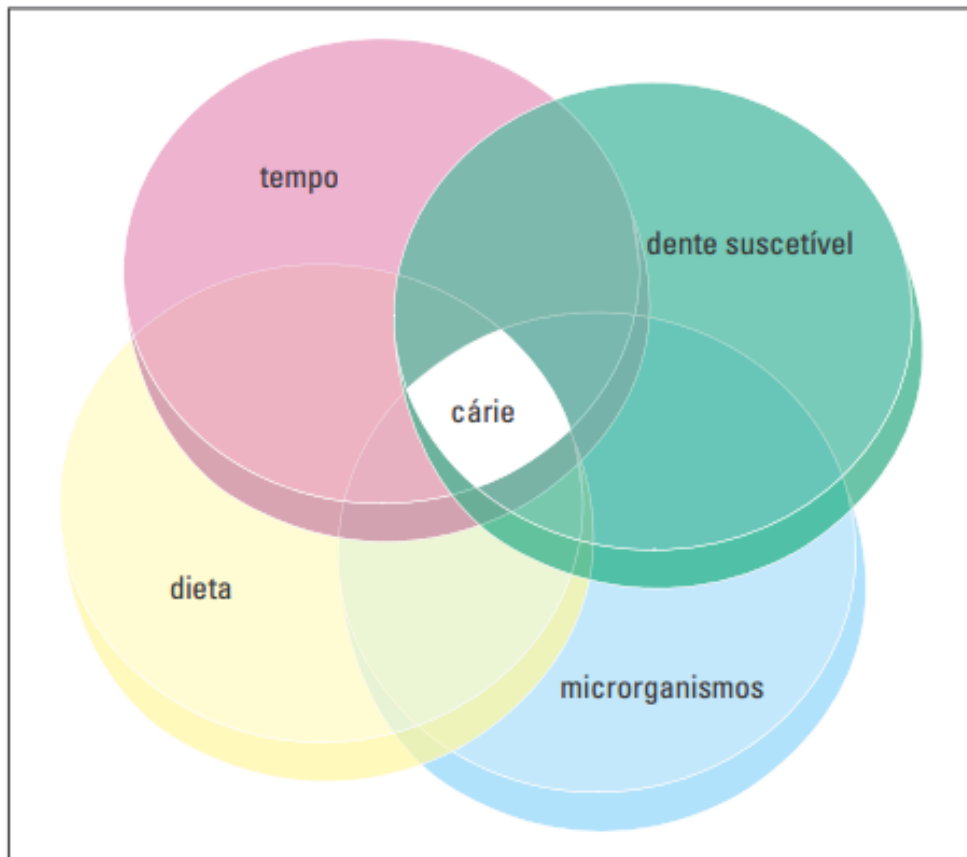 tempo
dente suscetível
cárie
dieta
microrganismos